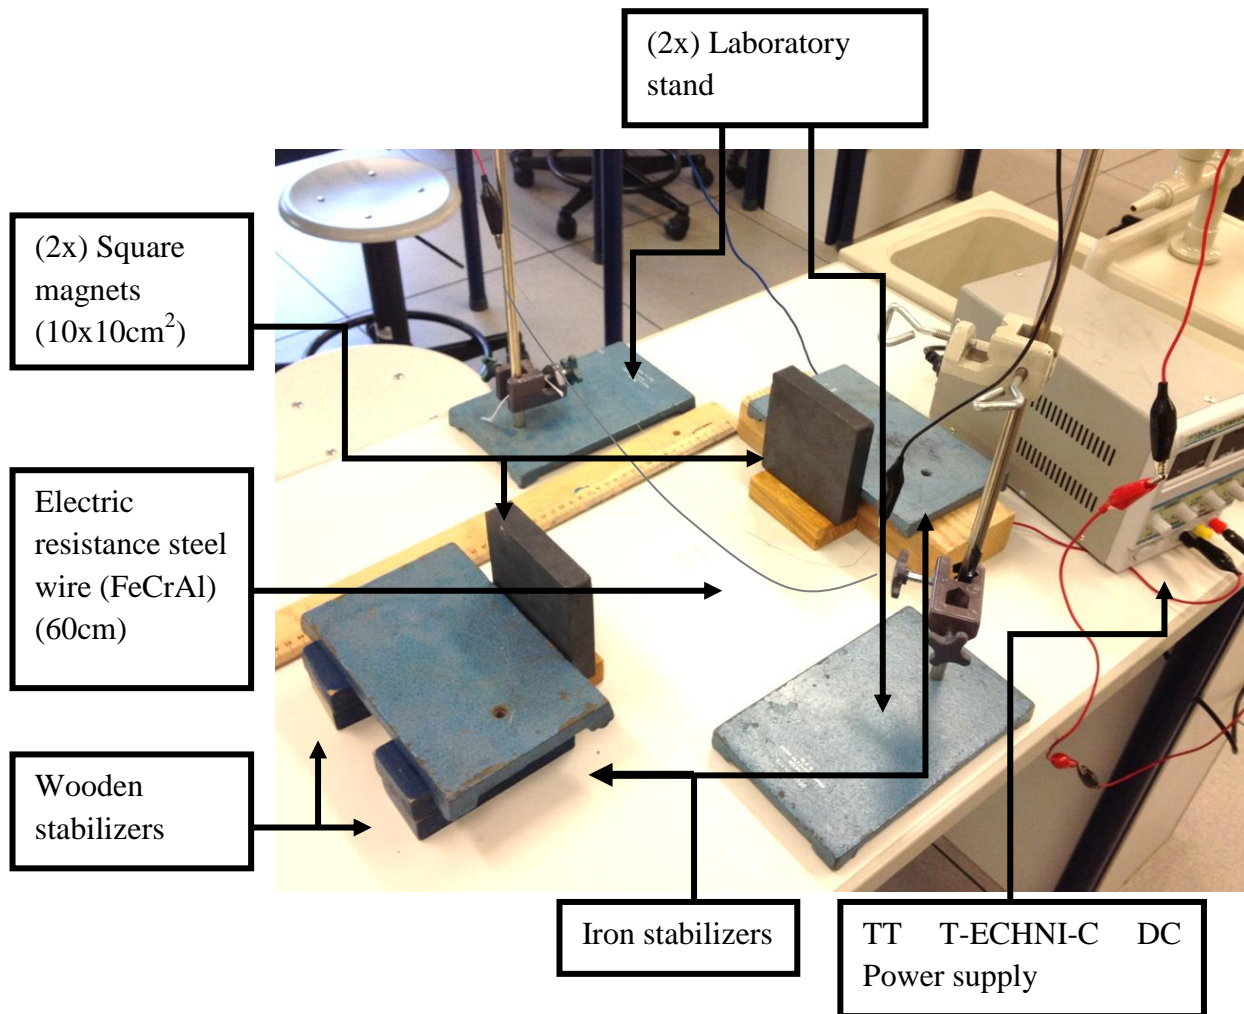 (2x) Laboratory
stand
(2x) Square
magnets
(10x10cm²)
Electric
resistance steel
wire (FeCrAl)
(60cm)
Wooden
stabilizers
Iron stabilizers
TT T-ECHNI-C DC
Power supply